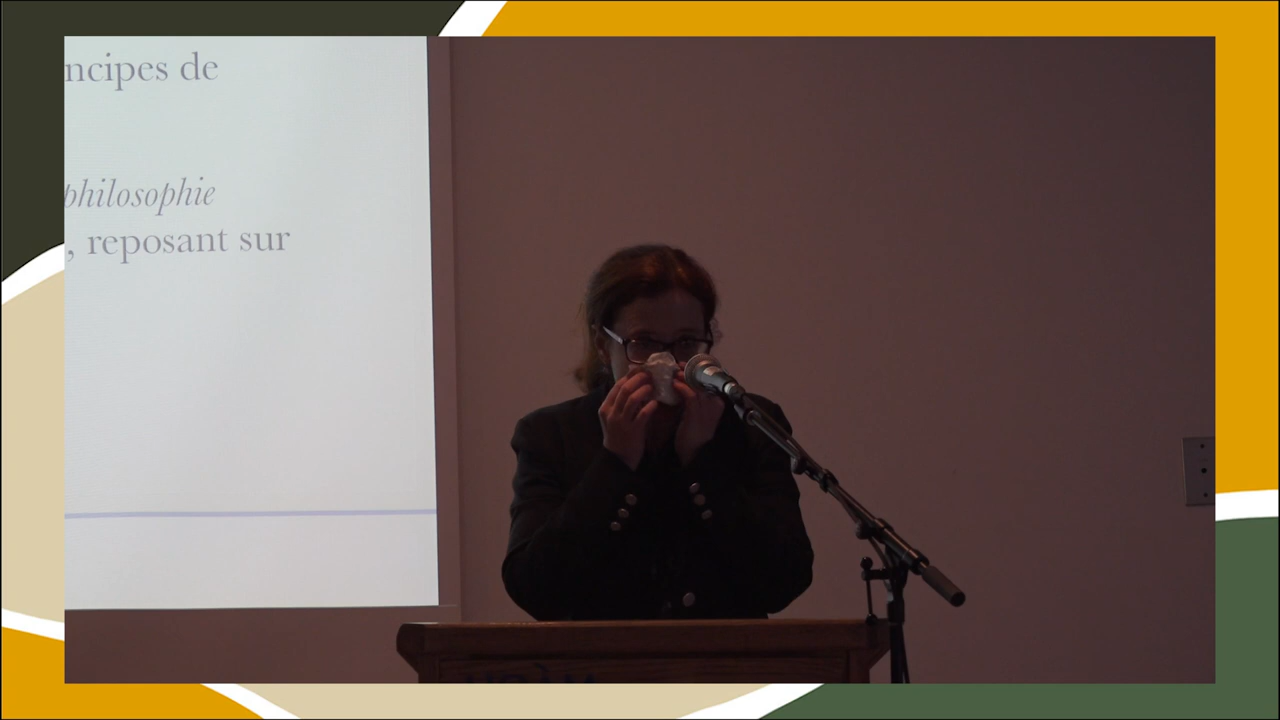 ncipes de
philosophie
, reposant sur